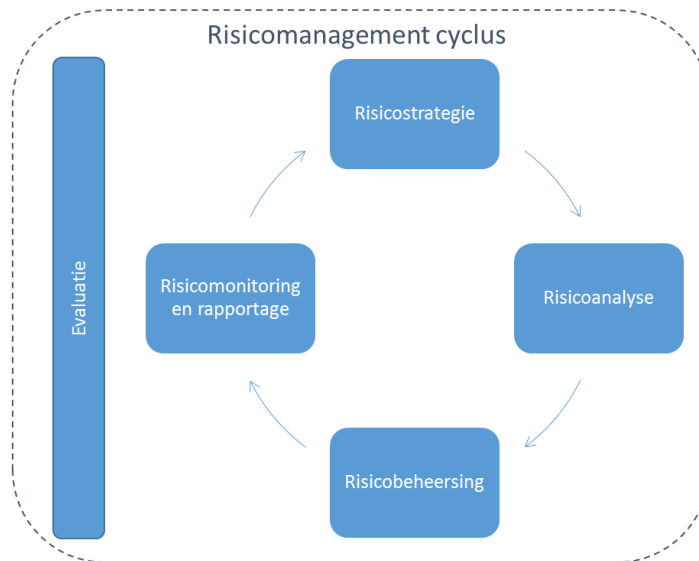 Risicomanagement cyclus
Risicostrategie
Evaluatie
Risicomonitoring
en rapportage
Risicoanalyse
Risicobeheersing